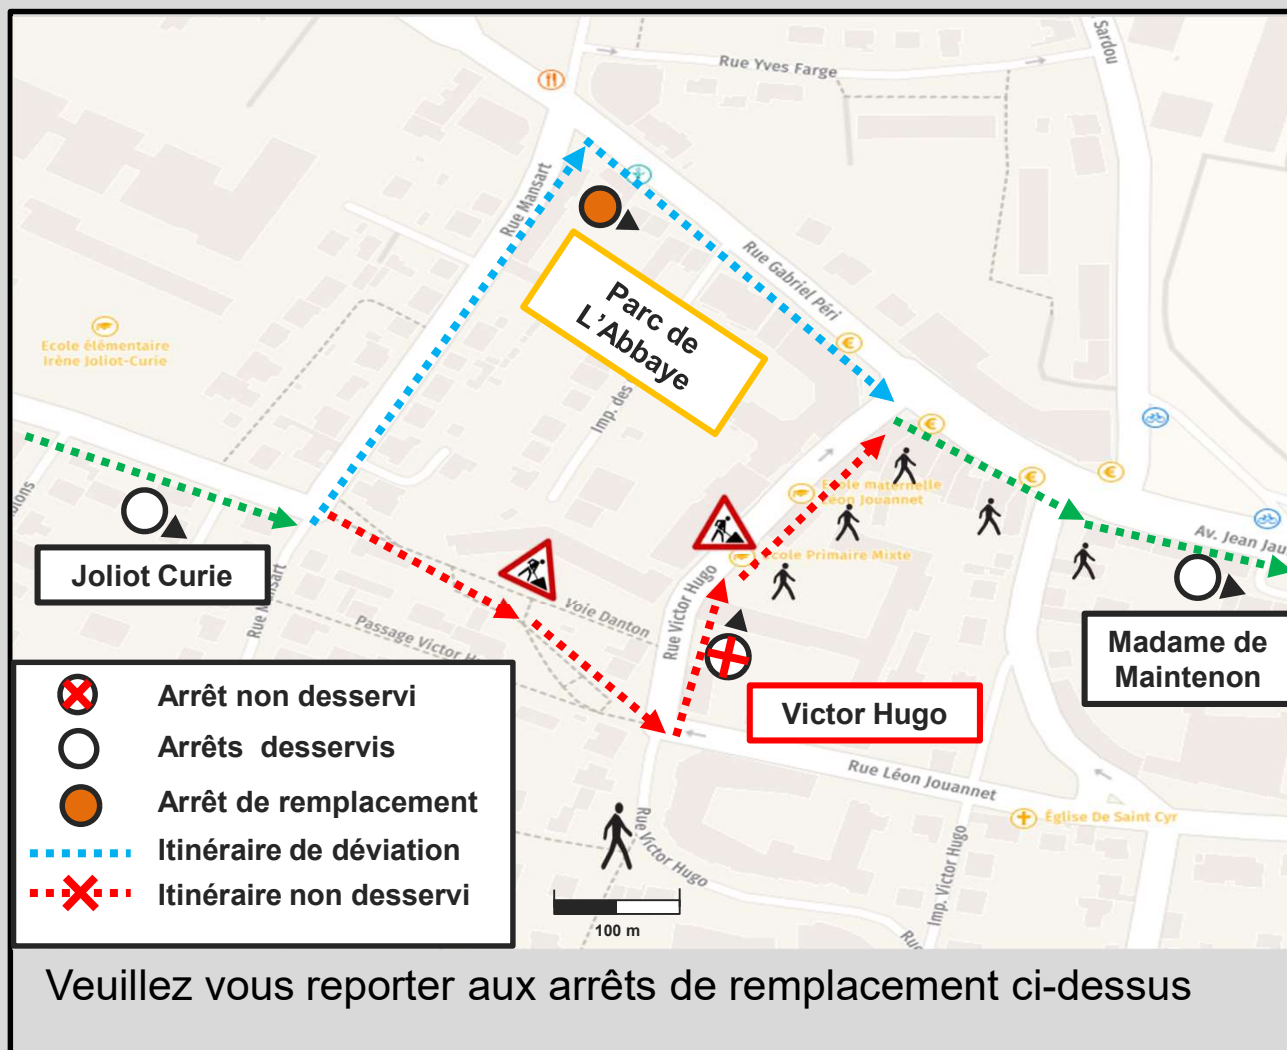 Sardou
Rue Yves Farge
Rue Mansart
Rue Gabriel Péri
Parc de
L'Abbaye
Ecole élémentaire
Irène Joliot-Curie
Imp. des
Ecole maternelle
Léon Jouannet
Ecole Primaire Mixte
Av. Jean Jau
Joliot Curie
Voie Danton
Passage Victor
Rue Victor Hugo
Madame de
Maintenon
Victor Hugo
Rue Léon Jouannet
Église De Saint Cyr
Rue Victor Hugo
Imp. Victor Hugo
Rue
100 m
Arrêt non desservi
Arrêts desservis
Arrêt de remplacement
Itinéraire de déviation
Itinéraire non desservi
Veuillez vous reporter aux arrêts de remplacement ci-dessus